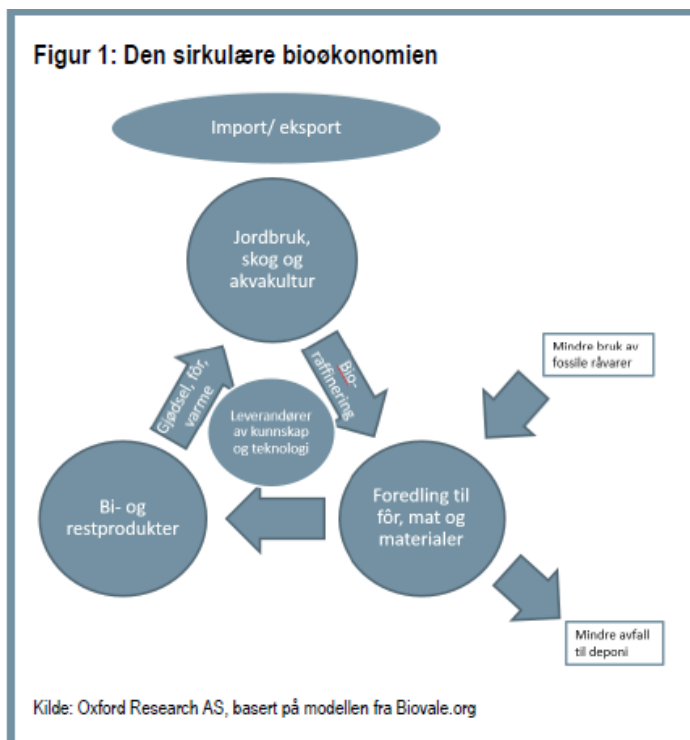 Figur 1: Den sirkulære bioøkonomien
Import/ eksport
Jordbruk,
skog og
akvakultur
Mindre bruk av
fossile råvarer
Bio-
raffinering
Gjødsel, fôr,
varme
Leverandører
av kunnskap
og teknologi
Bi- og
restprodukter
Foredling til
fôr, mat og
materialer
Mindre avfall
til deponi
Kilde: Oxford Research AS, basert på modellen fra Biovale.org